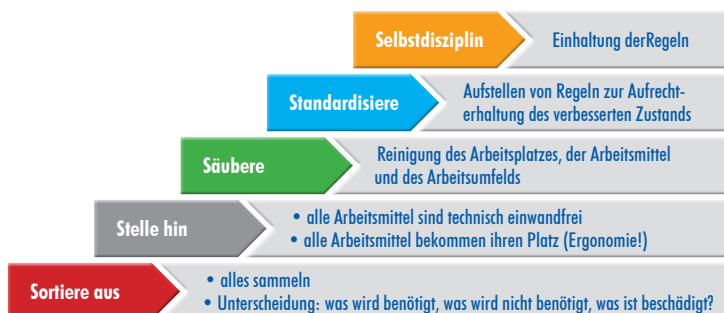 Selbstdisziplin
Einhaltung derRegeln
Standardisiere
Aufstellen von Regeln zur Aufrecht-
erhaltung des verbesserten Zustands
Säubere
Reinigung des Arbeitsplatzes, der Arbeitsmittel
und des Arbeitsumfelds
Stelle hin
• alle Arbeitsmittel sind technisch einwandfrei
• alle Arbeitsmittel bekommen ihren Platz (Ergonomie!)
Sortiere aus
• alles sammeln
• Unterscheidung: was wird benötigt, was wird nicht benötigt, was ist beschädigt?